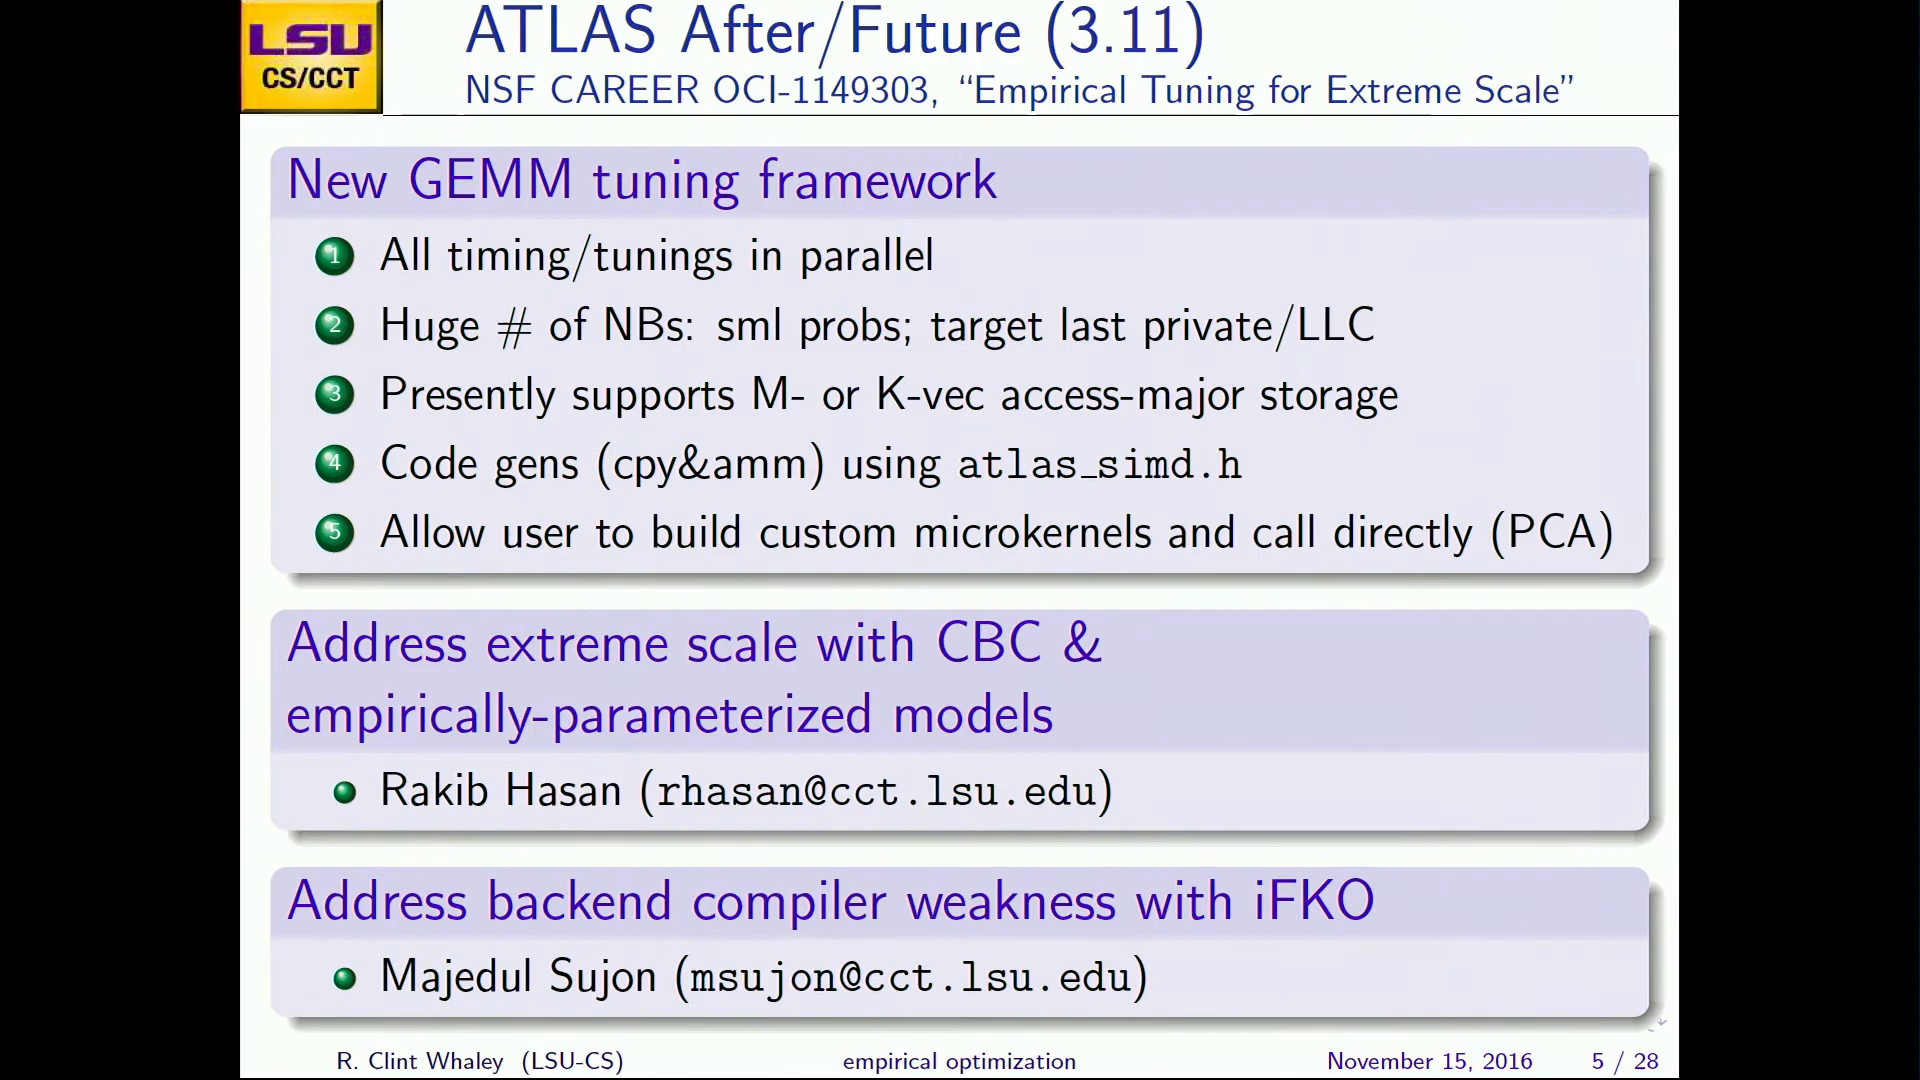 LSU
CS/CCT
ATLAS After/Future (3.11)
NSF CAREER OCI-1149303, “Empirical Tuning for Extreme Scale”
New GEMM tuning framework
1 All timing/tunings in parallel
2 Huge # of NBs: sml probs; target last private/LLC
3 Presently supports M- or K-vec access-major storage
4 Code gens (cpy&amm) using atlas_simd.h
5 Allow user to build custom microkernels and call directly (PCA)
Address extreme scale with CBC &
empirically-parameterized models
Rakib Hasan (rhasan@cct.lsu.edu)
Address backend compiler weakness with iFKO
Majedul Sujon (msujon@cct.lsu.edu)
R. Clint Whaley (LSU-CS) empirical optimization November 15, 2016 5 / 28